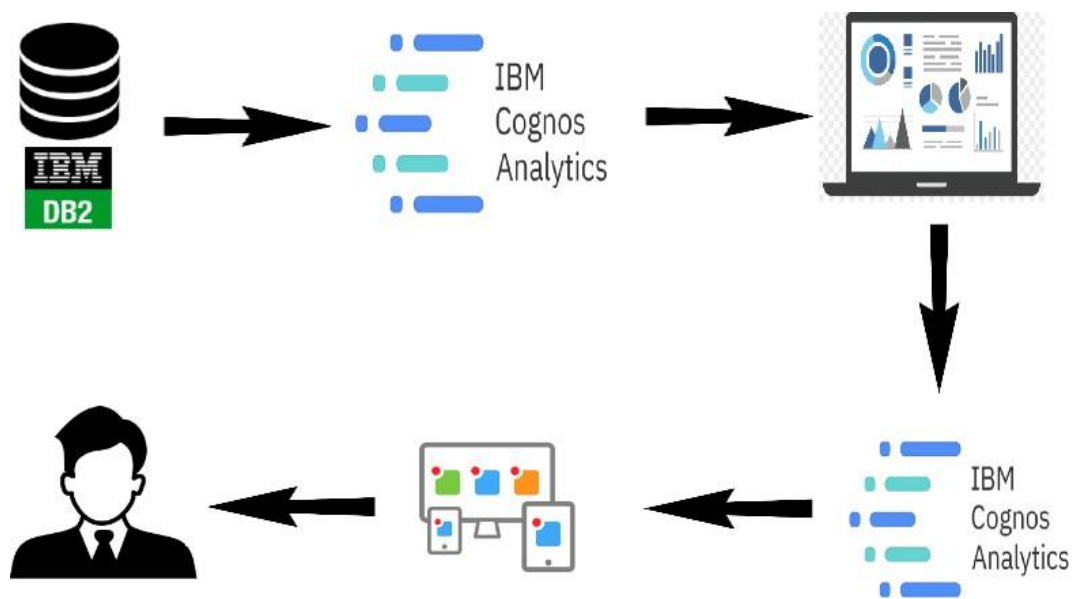 IBM
Cognos
Analytics
IBM
DB2
IBM
Cognos
Analytics